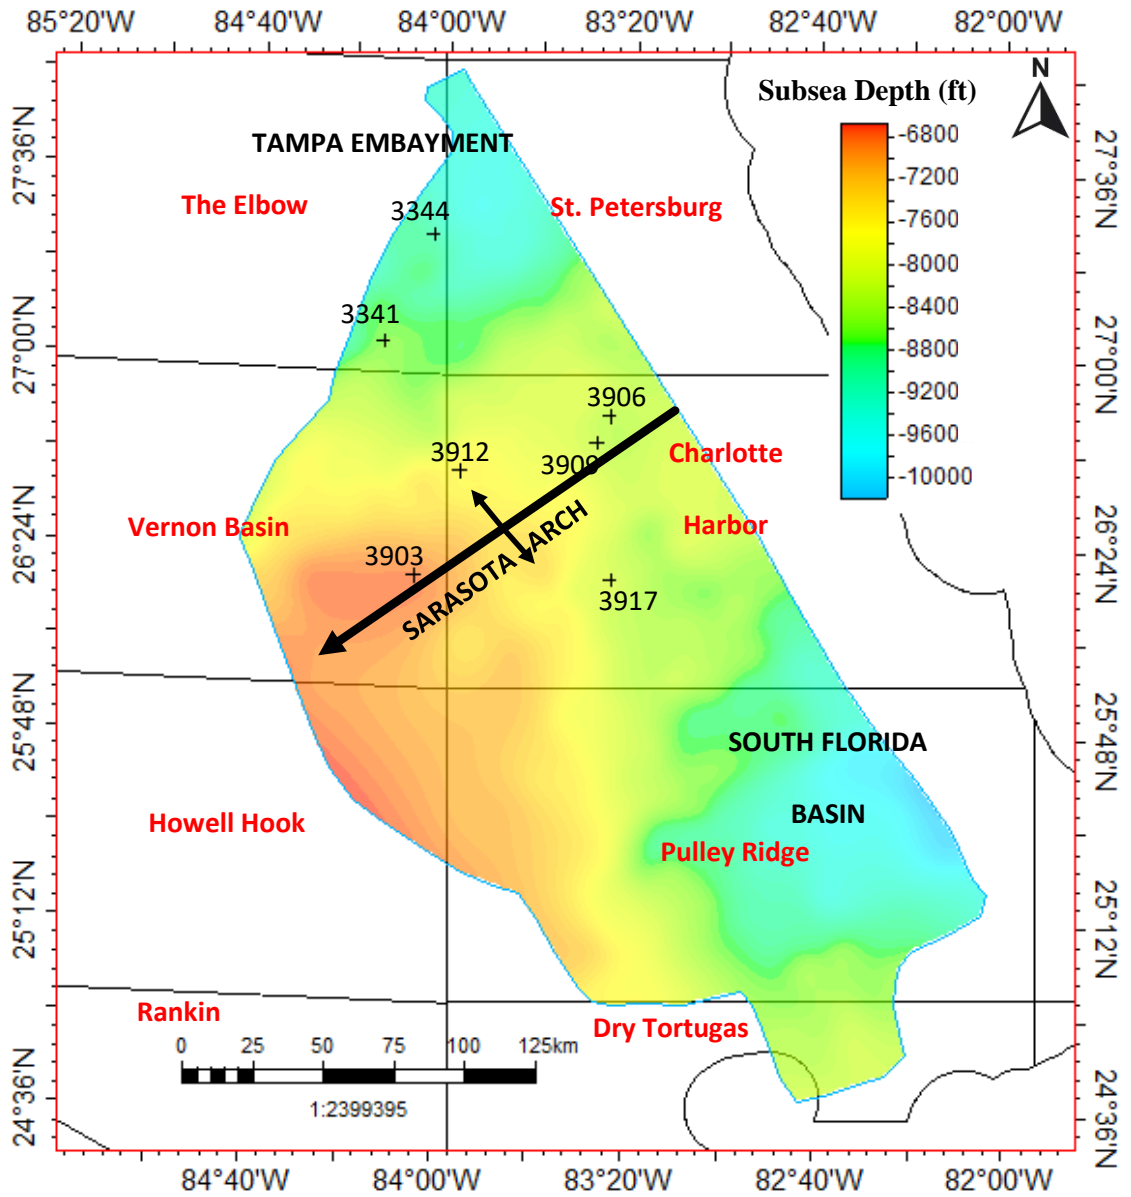 85°20'W 84°40'W 84°00'W 83°20'W 82°40'W 82°00'W
N
Subsea Depth (ft)
-6800
-7200
-7600
-8000
-8400
-8800
-9200
-9600
-10000
27°36'N
27°00'N
26°24'N
25°48'N
25°12'N
24°36'N
27°36'N
27°00'N
26°24'N
25°48'N
25°12'N
24°36'N
TAMPA EMBAYMENT
The Elbow
St. Petersburg
3344
3341
3906
3909
3912
Charlotte
Harbor
Vernon Basin
3903
SARASOTA ARCH
3917
SOUTH FLORIDA
BASIN
Howell Hook
Pulley Ridge
Rankin
Dry Tortugas
0 25 50 75 100 125km
1:2399395
84°40'W 84°00'W 83°20'W 82°40'W 82°00'W